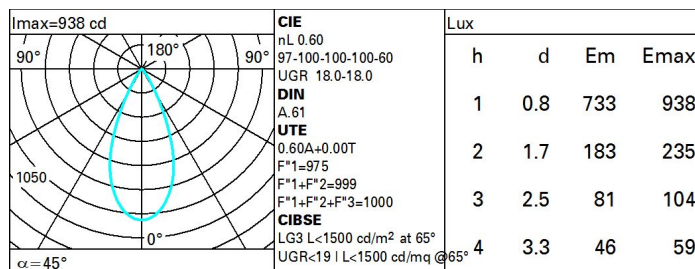 Imax=938 cd
90° 180° 90°
1050
0°
α=45°
CIE
nL 0.60
97-100-100-100-60
UGR 18.0-18.0
DIN
A.61
UTE
0.60A+0.00T
F"1=975
F"1+F"2=999
F"1+F"2+F"3=1000
CIBSE
LG3 L<1500 cd/m² at 65°
UGR<19 | L<1500 cd/mq @65°
Lux
h d Em Emax
1 0.8 733 938
2 1.7 183 235
3 2.5 81 104
4 3.3 46 59